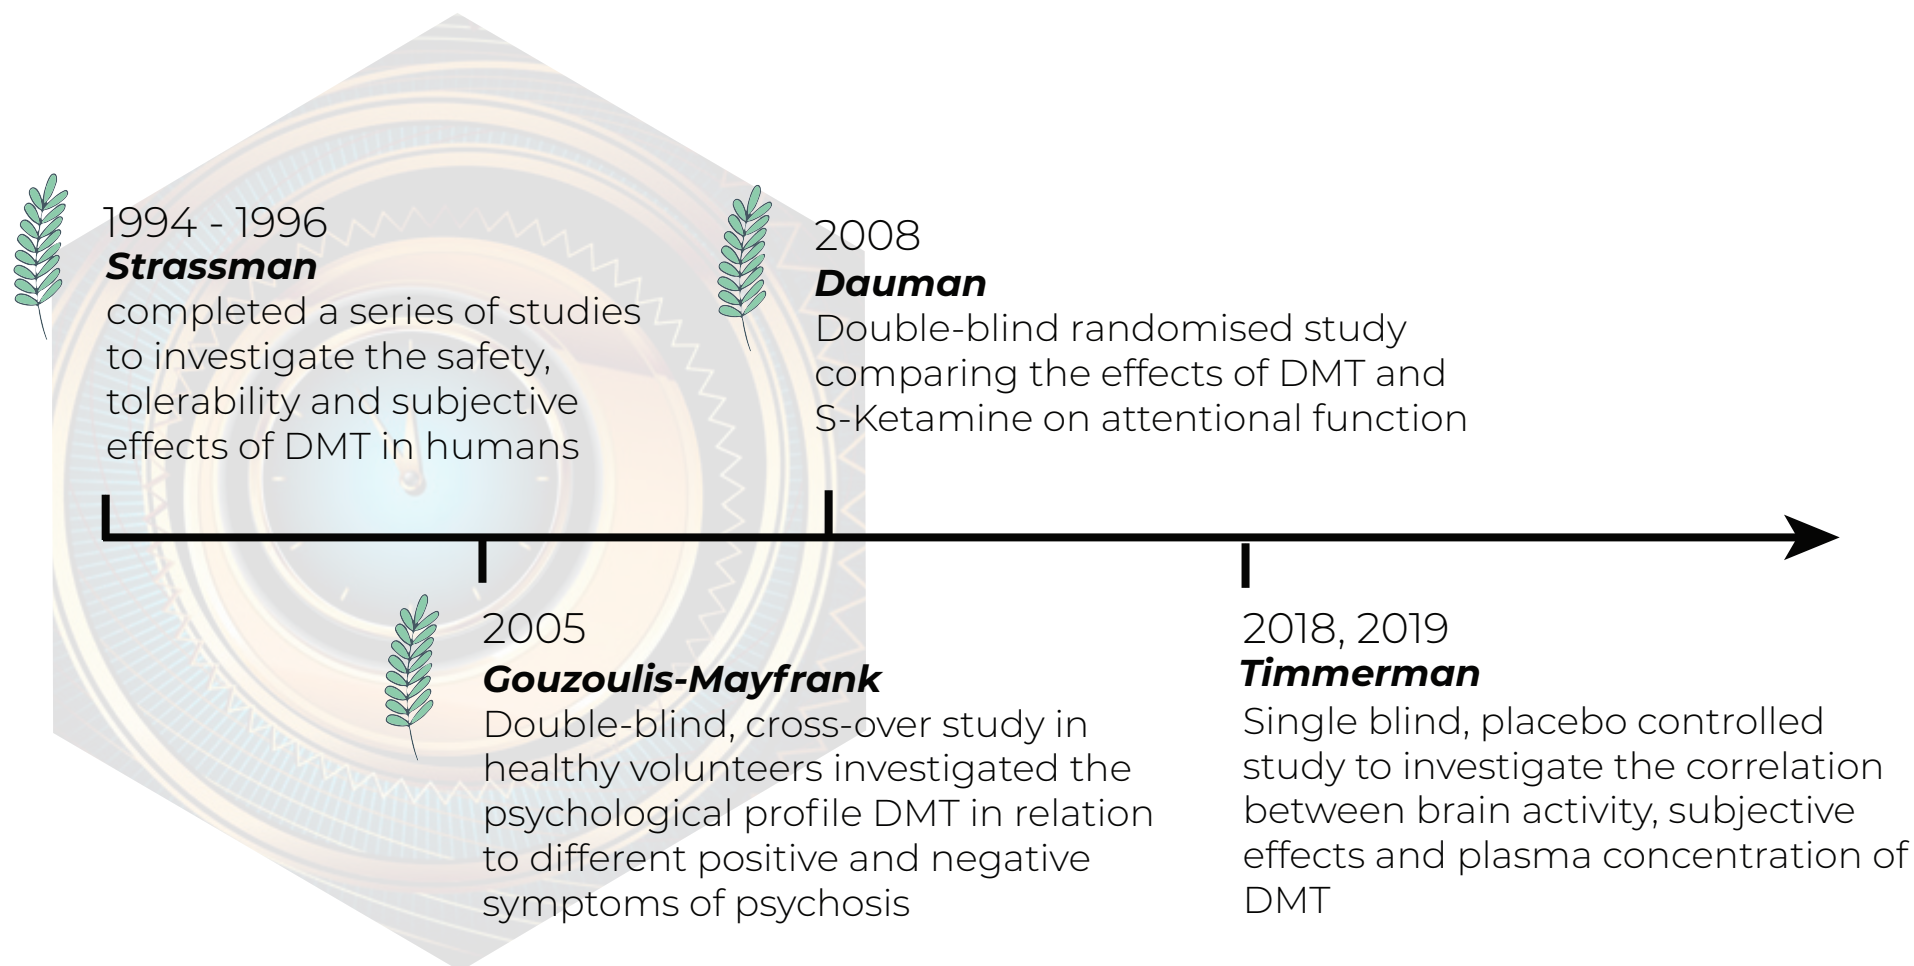 1994 - 1996
Strassman
completed a series of studies
to investigate the safety,
tolerability and subjective
effects of DMT in humans
2008
Dauman
Double-blind randomised study
comparing the effects of DMT and
S-Ketamine on attentional function
2005
Gouzoulis-Mayfrank
Double-blind, cross-over study in
healthy volunteers investigated the
psychological profile DMT in relation
to different positive and negative
symptoms of psychosis
2018, 2019
Timmerman
Single blind, placebo controlled
study to investigate the correlation
between brain activity, subjective
effects and plasma concentration of
DMT